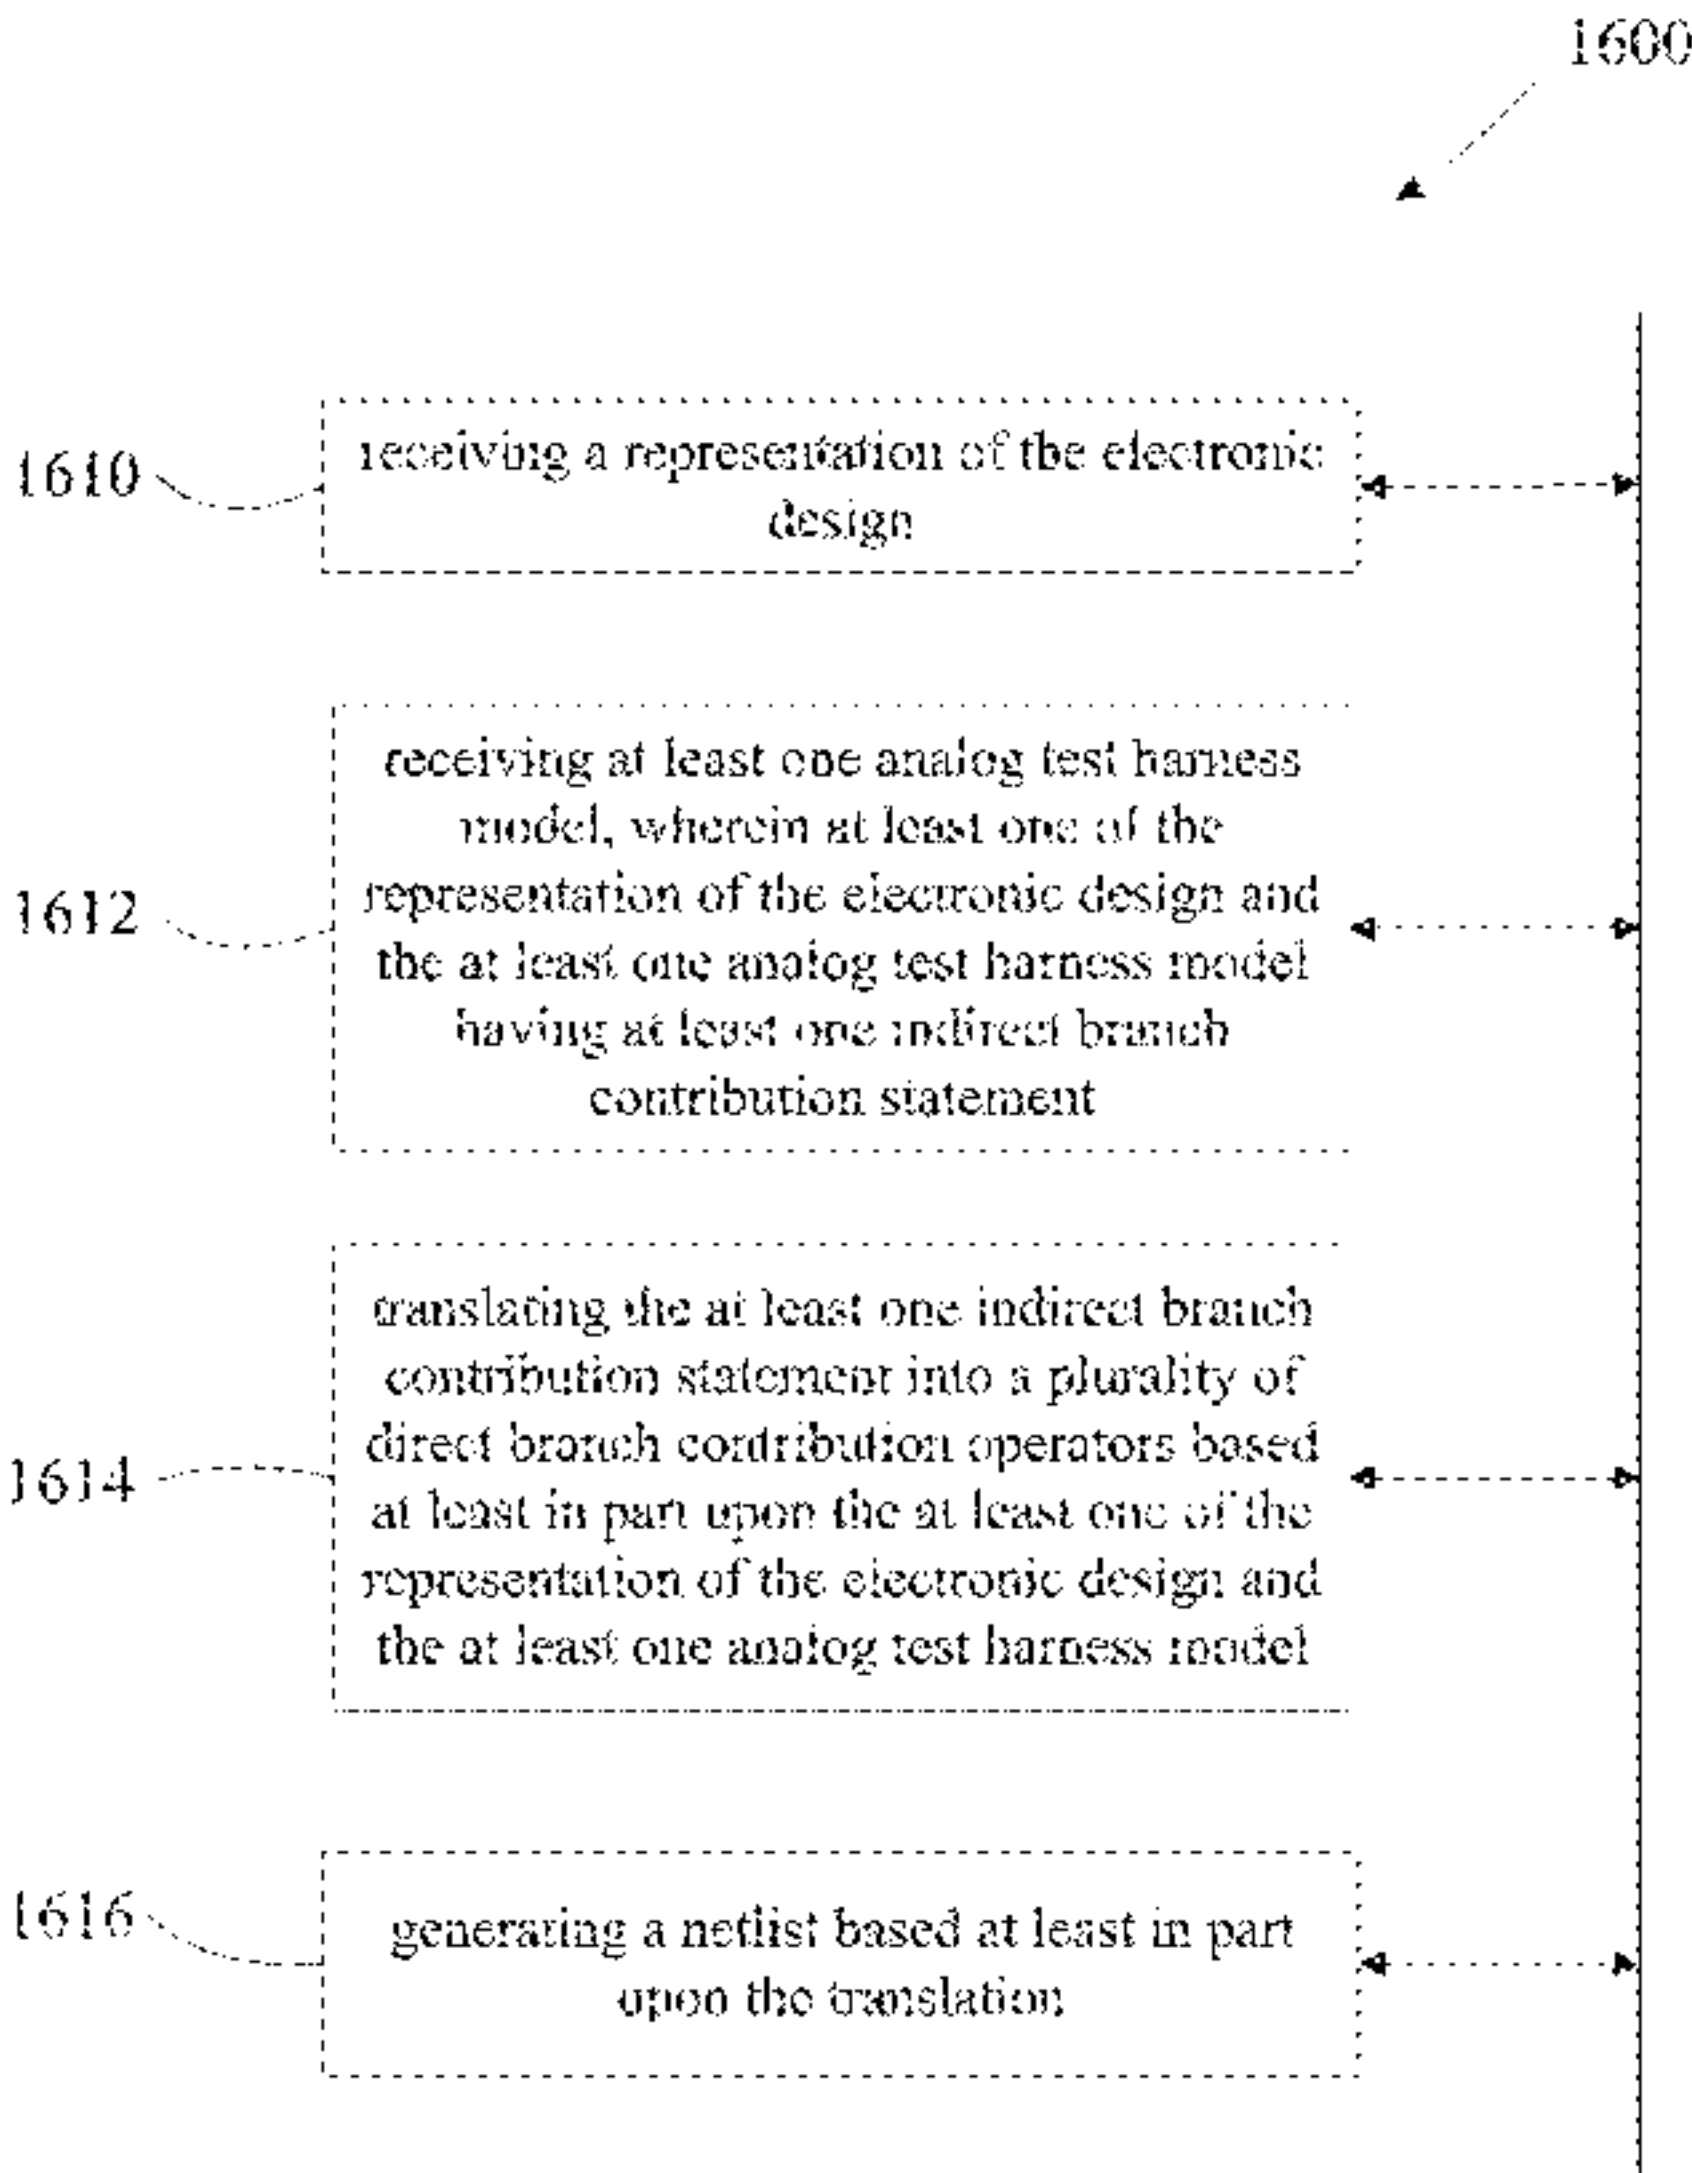 1600
1610
receiving a representation of the electronic
design
1612
receiving at least one analog test harness
model, wherein at least one of the
representation of the electronic design and
the at least one analog test harness model
having at least one indirect branch
contribution statement
1614
translating the at least one indirect branch
contribution statement into a plurality of
direct branch contribution operators based
at least in part upon the at least one of the
representation of the electronic design and
the at least one analog test harness model
1616
generating a netlist based at least in part
upon the translation